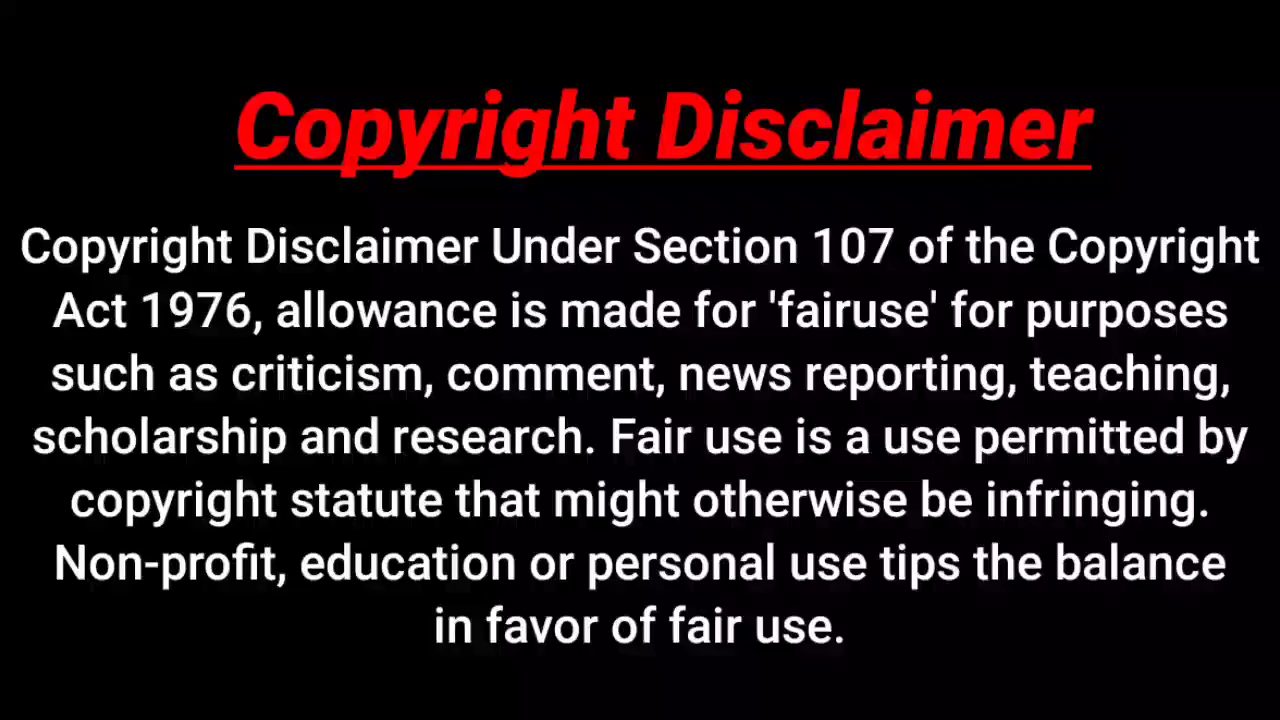 Copyright Disclaimer
Copyright Disclaimer Under Section 107 of the Copyright
Act 1976, allowance is made for 'fairuse' for purposes
such as criticism, comment, news reporting, teaching,
scholarship and research. Fair use is a use permitted by
copyright statute that might otherwise be infringing.
Non-profit, education or personal use tips the balance
in favor of fair use.